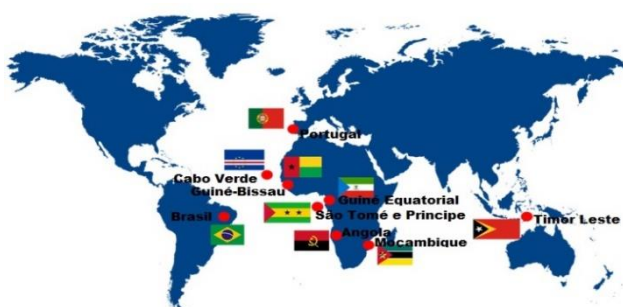 Portugal
Cabo Verde
Guiné-Bissau
Guiné Equatorial
São Tomé e Principe
Brasil
Angola
Moçambique
Timor Leste